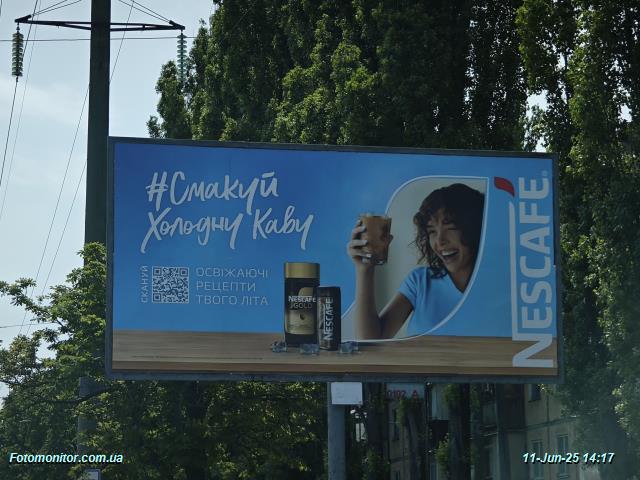 #Смакуй
Холодну Каву
СКАНУЙ
ОСВІЖАЮЧІ
РЕЦЕПТИ
ТВОГО ЛІТА
NESCAFÉ
GOLD
NESCAFÉ
NESCAFÉ®
Fotomonitor.com.ua
11-Jun-25 14:17